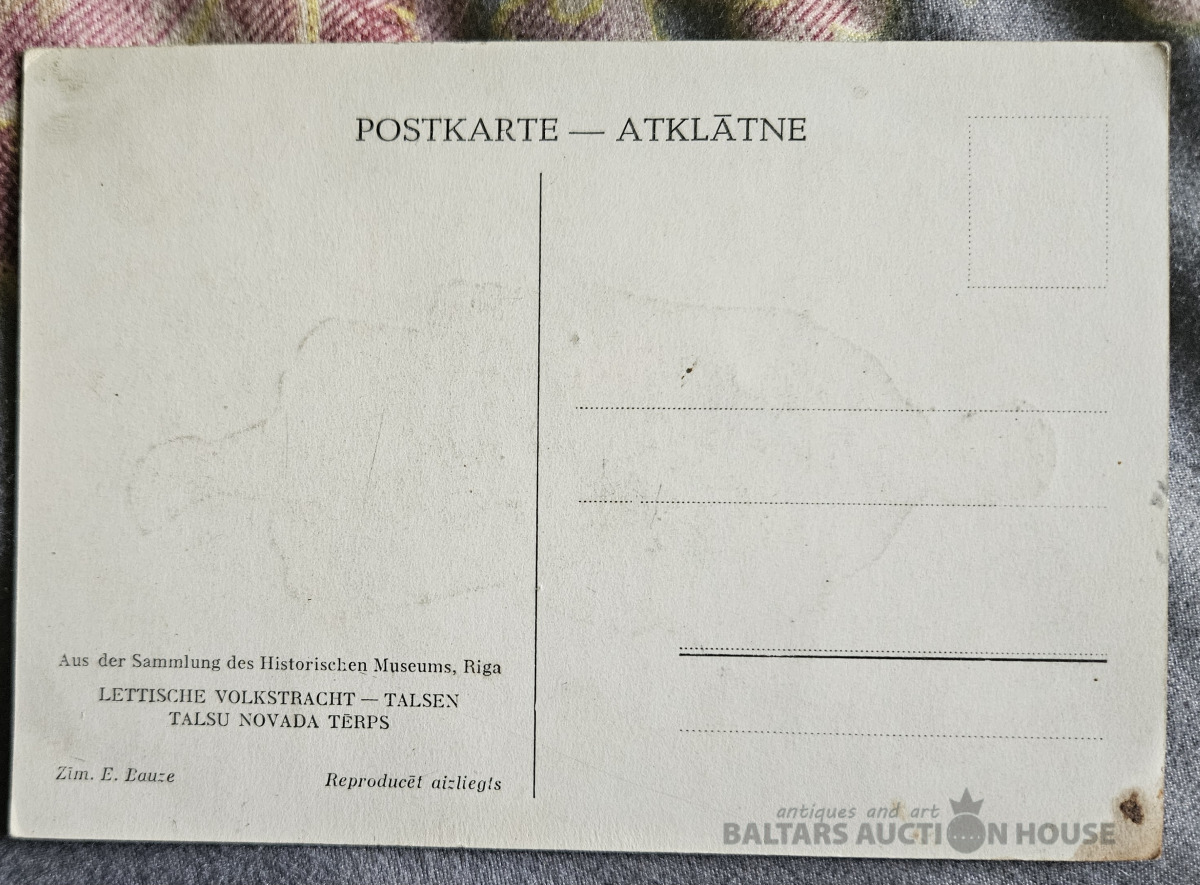 POSTKARTE — ATKLĀTNE
Aus der Sammlung des Historischen Museums, Riga
LETTISCHE VOLKSTRACHT — TALSEN
TALSU NOVADA TĒRPS
Zīm. E. Bauze
Reproducēt aizliegts
antiques and art
BALTARS AUCTION HOUSE